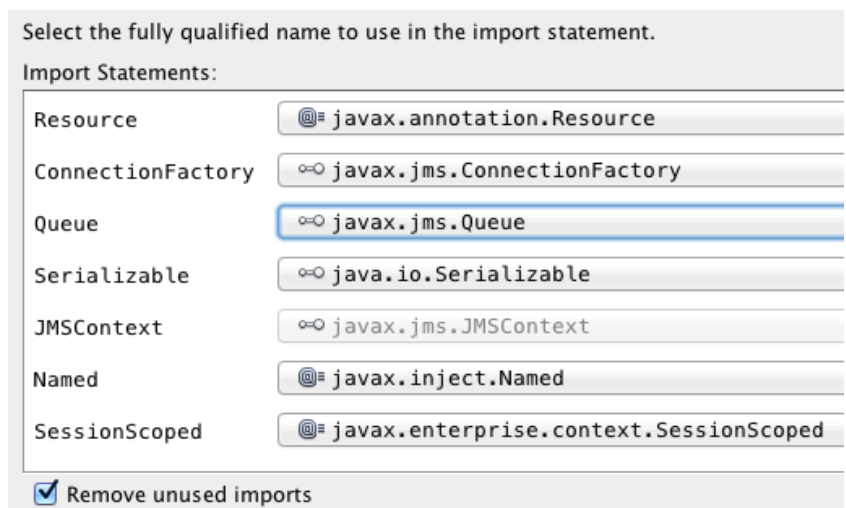 Select the fully qualified name to use in the import statement.
Import Statements:
Resource javax.annotation.Resource
ConnectionFactory javax.jms.ConnectionFactory
Queue javax.jms.Queue
Serializable java.io.Serializable
JMSContext javax.jms.JMSContext
Named javax.inject.Named
SessionScoped javax.enterprise.context.SessionScoped
Remove unused imports